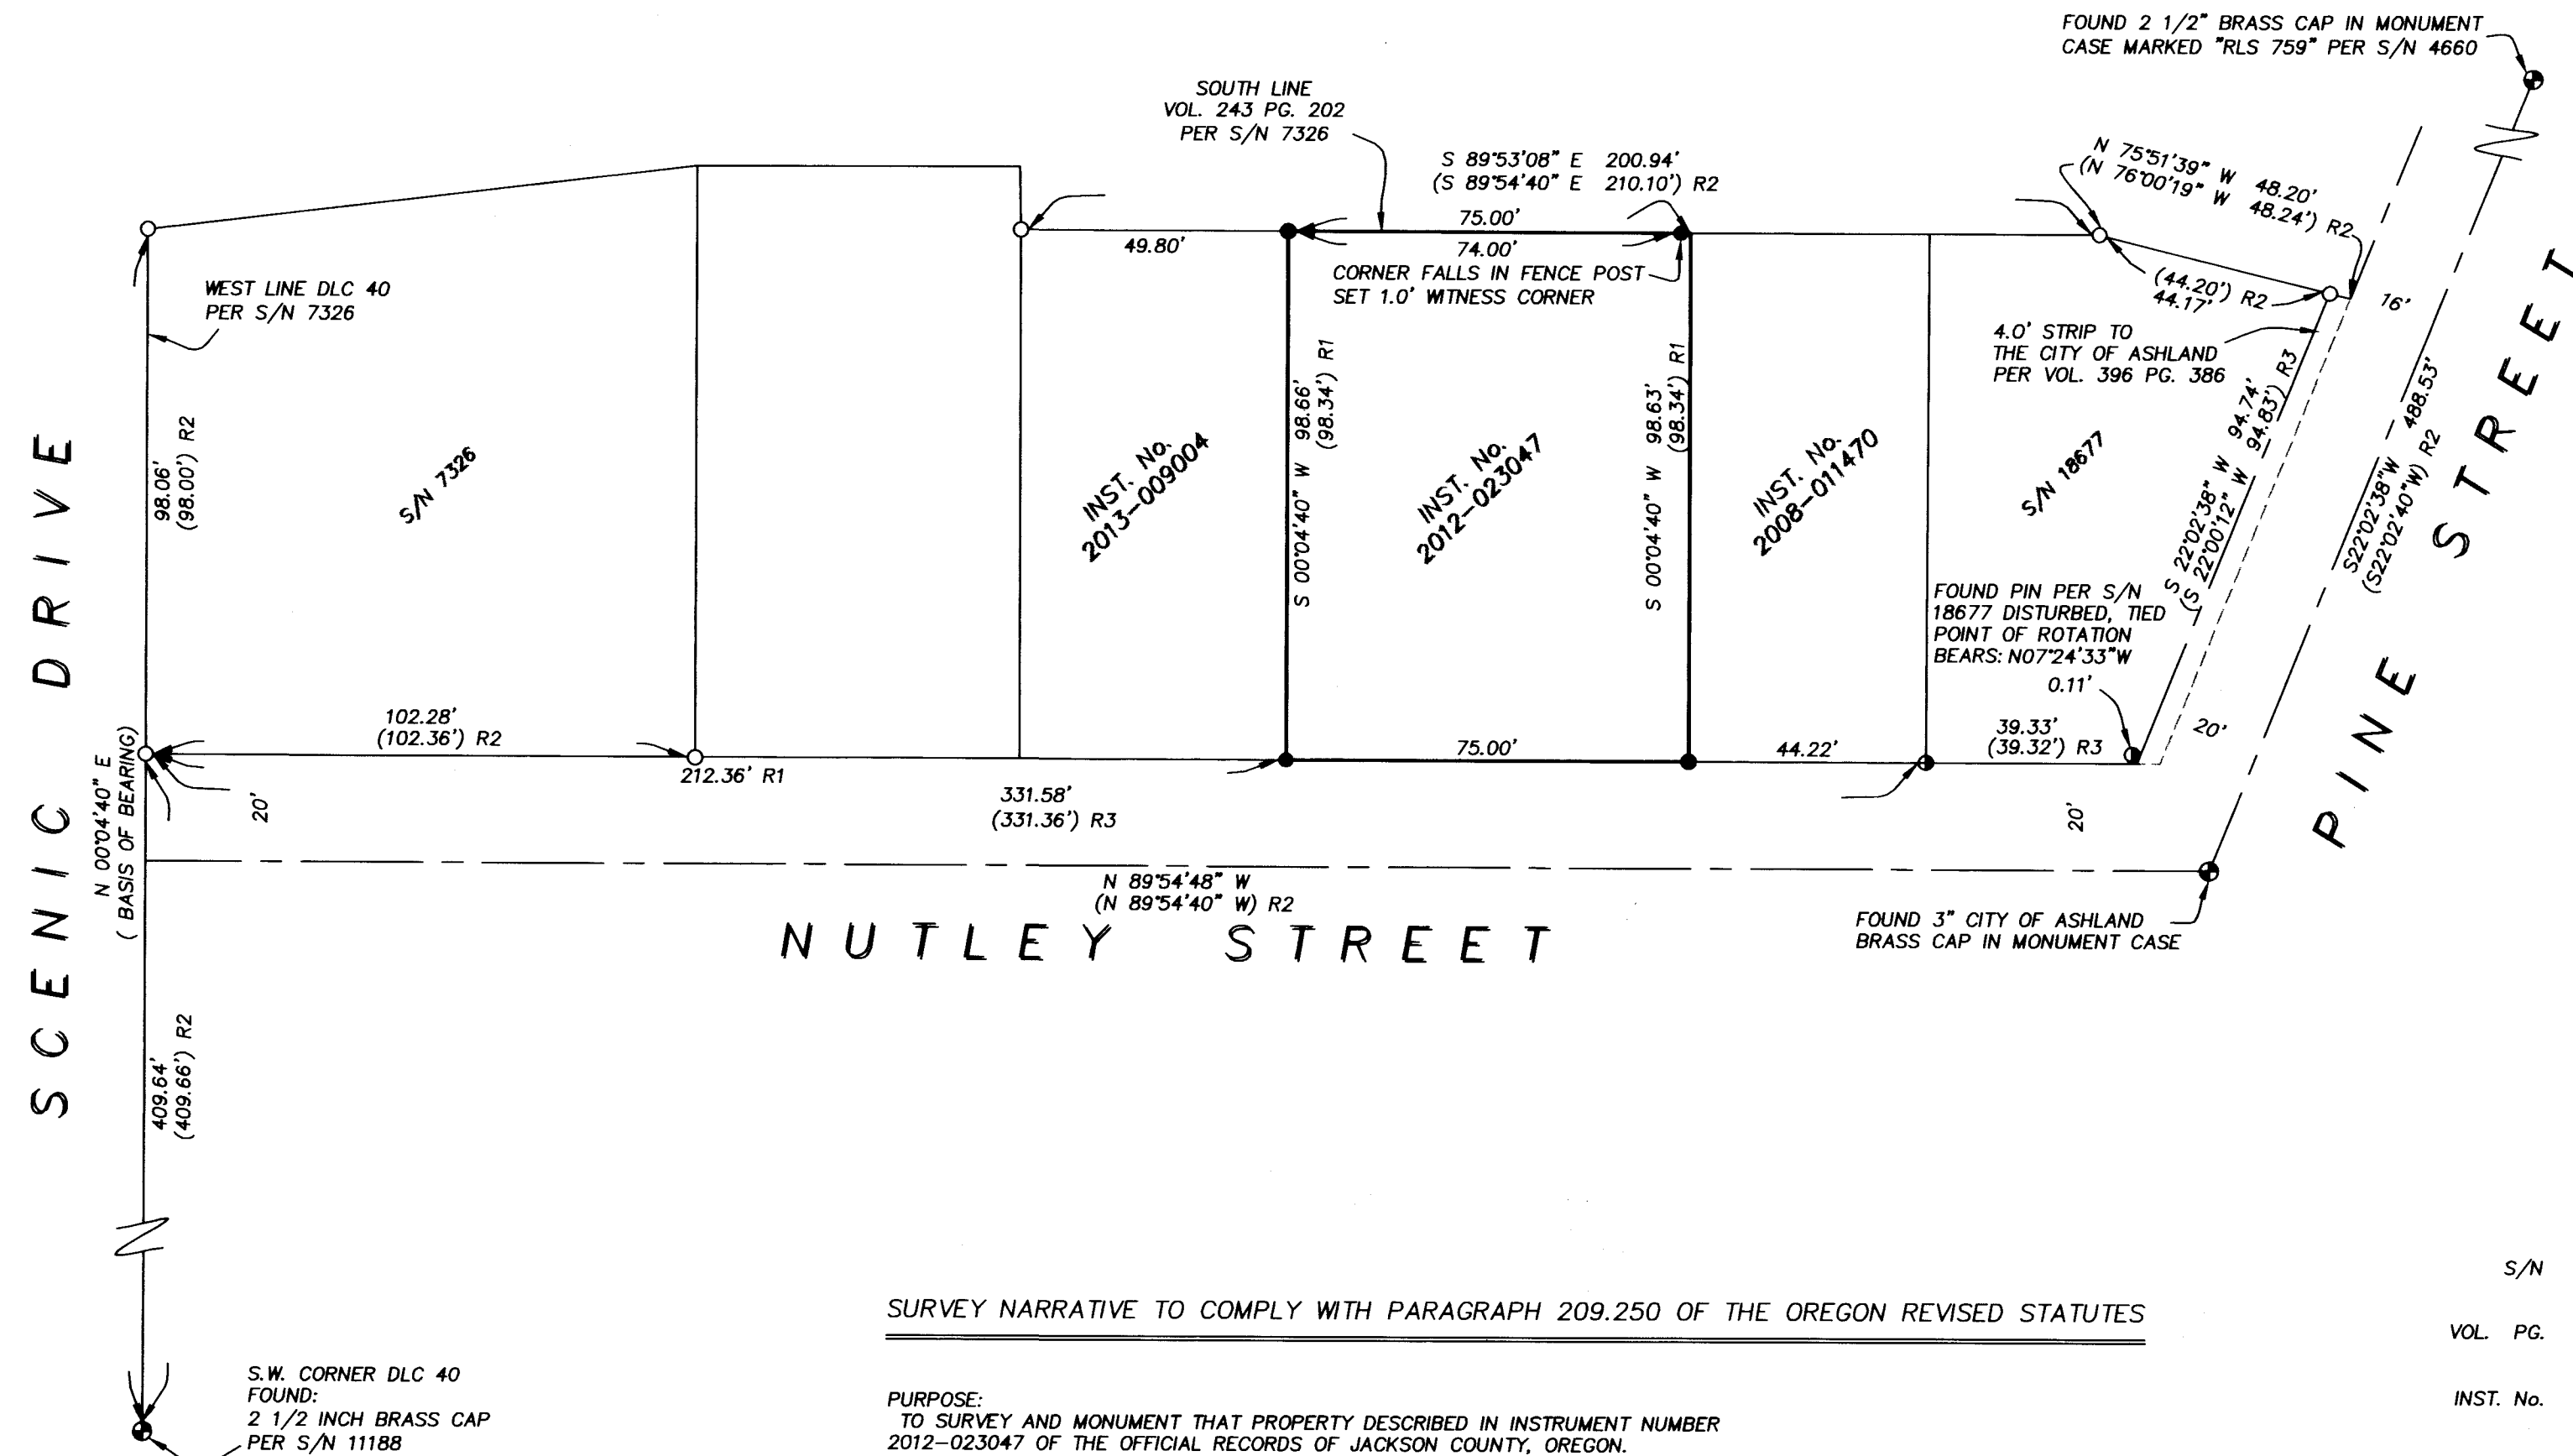 FOUND 2 1/2" BRASS CAP IN MONUMENT
CASE MARKED "RLS 759" PER S/N 4660
SOUTH LINE
VOL. 243 PG. 202
PER S/N 7326
S 89°53'08" E 200.94'
(S 89°54'40" E 210.10') R2
N 75°51'39" W 48.20'
(N 76°00'19" W 48.24') R2
75.00'
74.00'
49.80'
CORNER FALLS IN FENCE POST
SET 1.0' WITNESS CORNER
(44.20') R2
44.17'
16'
WEST LINE DLC 40
PER S/N 7326
4.0' STRIP TO
THE CITY OF ASHLAND
PER VOL. 396 PG. 386
98.06'
(98.00') R2
S/N 7326
INST. No.
2013-009004
S 00°04'40" W 98.66'
(98.34') R1
INST. No.
2012-023047
S 00°04'40" W 98.63'
(98.34') R1
INST. No.
2008-011470
S/N 18677
S 22°02'38" W 94.74'
(S 22°00'12" W 94.83') R3
S22°02'38"W 488.53'
(S22°02'40"W) R2
PINE STREET
FOUND PIN PER S/N
18677 DISTURBED, TIED
POINT OF ROTATION
BEARS: N07°24'33"W
0.11'
SCENIC DRIVE
N 00°04'40" E
( BASIS OF BEARING)
102.28'
(102.36') R2
212.36' R1
75.00'
44.22'
39.33'
(39.32') R3
20'
20'
331.58'
(331.36') R3
20'
N 89°54'48" W
(N 89°54'40" W) R2
NUTLEY STREET
FOUND 3" CITY OF ASHLAND
BRASS CAP IN MONUMENT CASE
409.64'
(409.66') R2
S.W. CORNER DLC 40
FOUND:
2 1/2 INCH BRASS CAP
PER S/N 11188
SURVEY NARRATIVE TO COMPLY WITH PARAGRAPH 209.250 OF THE OREGON REVISED STATUTES
PURPOSE:
TO SURVEY AND MONUMENT THAT PROPERTY DESCRIBED IN INSTRUMENT NUMBER
2012-023047 OF THE OFFICIAL RECORDS OF JACKSON COUNTY, OREGON.
S/N
VOL. PG.
INST. No.